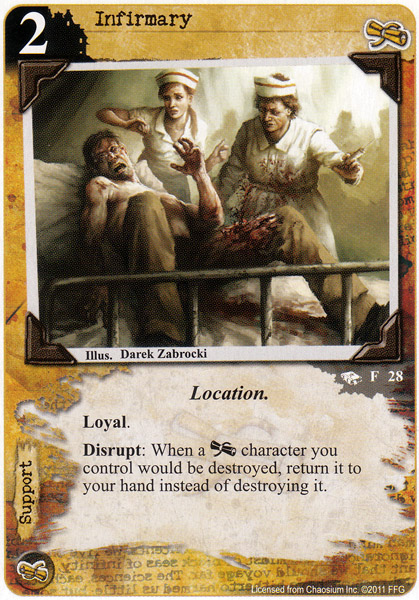 2
Infirmary
Illus. Darek Zabrocki
F 28
Location.
Loyal.
Disrupt: When a character you
control would be destroyed, return it to
your hand instead of destroying it.
Support
Licensed from Chaosium Inc. ©2011 FFG